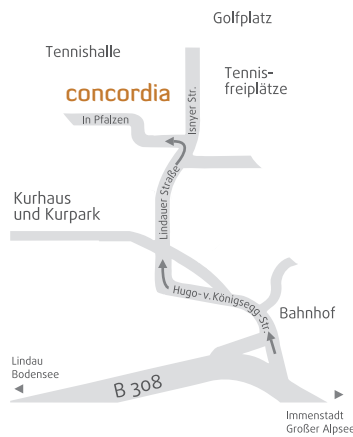 Golfplatz
Tennishalle
Tennis-
freiplätze
concordia
Isnyer Str.
In Pfalzen
Lindauer Straße
Kurhaus
und Kurpark
Hugo- v. Königsegg-Str.
Bahnhof
Lindau
Bodensee
B 308
Immenstadt
Großer Alpsee